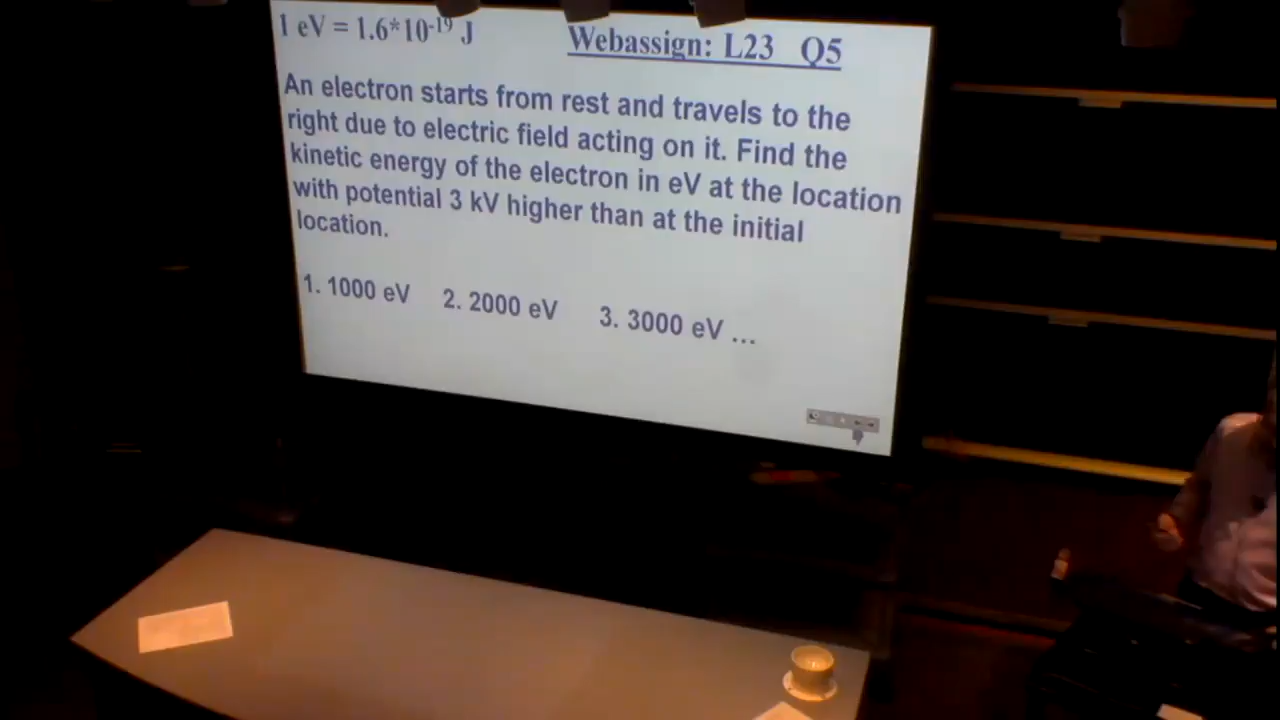 1 eV = 1.6*10⁻¹⁹ J
Webassign: L23 Q5
An electron starts from rest and travels to the
right due to electric field acting on it. Find the
kinetic energy of the electron in eV at the location
with potential 3 kV higher than at the initial
location.
1. 1000 eV 2. 2000 eV 3. 3000 eV ...